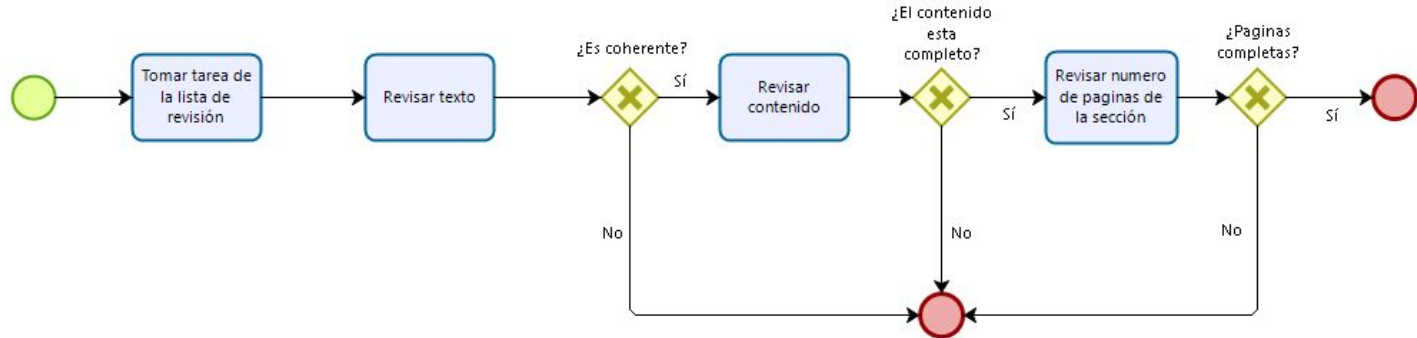 Tomar tarea de
la lista de
revisión
Revisar texto
¿Es coherente?
Sí
No
Revisar
contenido
¿El contenido
esta
completo?
Sí
No
Revisar numero
de paginas de
la sección
¿Paginas
completas?
Sí
No